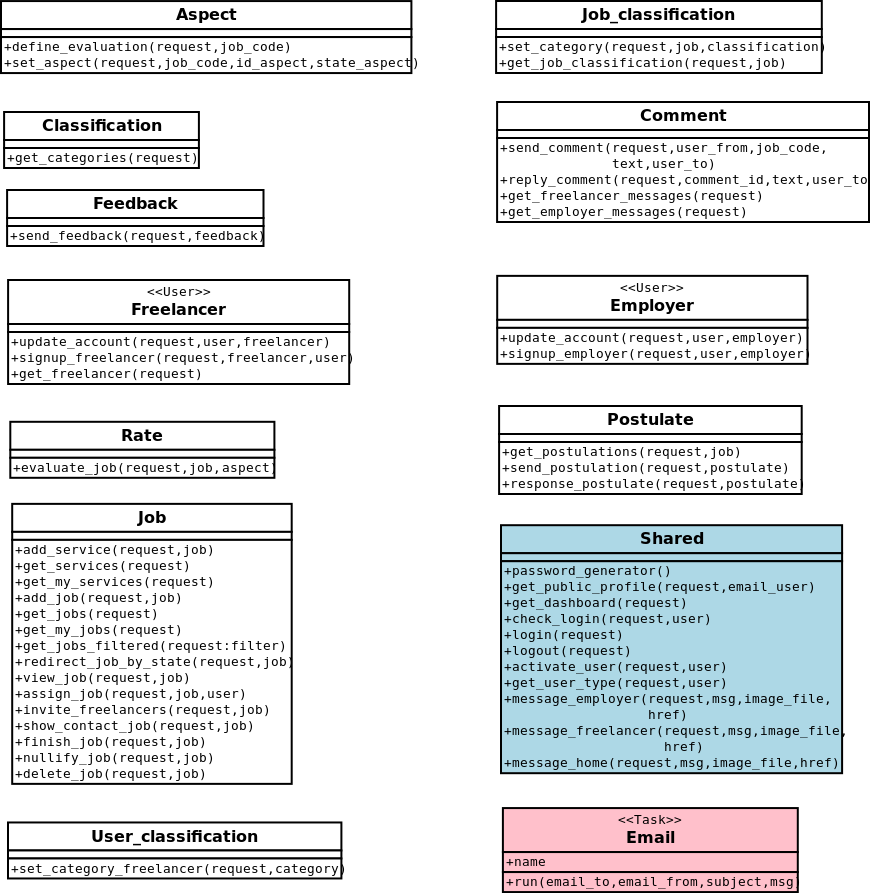 Aspect
+define_evaluation(request,job_code)
+set_aspect(request,job_code,id_aspect,state_aspect)
Job_classification
+set_category(request,job,classification)
+get_job_classification(request,job)
Classification
+get_categories(request)
Comment
+send_comment(request,user_from,job_code,
text,user_to)
+reply_comment(request,comment_id,text,user_to
+get_freelancer_messages(request)
+get_employer_messages(request)
Feedback
+send_feedback(request,feedback)
<<User>>
Freelancer
+update_account(request,user,freelancer)
+signup_freelancer(request,freelancer,user)
+get_freelancer(request)
<<User>>
Employer
+update_account(request,user,employer)
+signup_employer(request,user,employer)
Rate
+evaluate_job(request,job,aspect)
Postulate
+get_postulations(request,job)
+send_postulation(request,postulate)
+response_postulate(request,postulate)
Job
+add_service(request,job)
+get_services(request)
+get_my_services(request)
+add_job(request,job)
+get_jobs(request)
+get_my_jobs(request)
+get_jobs_filtered(request:filter)
+redirect_job_by_state(request,job)
+view_job(request,job)
+assign_job(request,job,user)
+invite_freelancers(request,job)
+show_contact_job(request,job)
+finish_job(request,job)
+nullify_job(request,job)
+delete_job(request,job)
Shared
+password_generator()
+get_public_profile(request,email_user)
+get_dashboard(request)
+check_login(request,user)
+login(request)
+logout(request)
+activate_user(request,user)
+get_user_type(request,user)
+message_employer(request,msg,image_file,
href)
+message_freelancer(request,msg,image_file,
href)
+message_home(request,msg,image_file,href)
User_classification
+set_category_freelancer(request,category)
<<Task>>
Email
+name
+run(email_to,email_from,subject,msg)